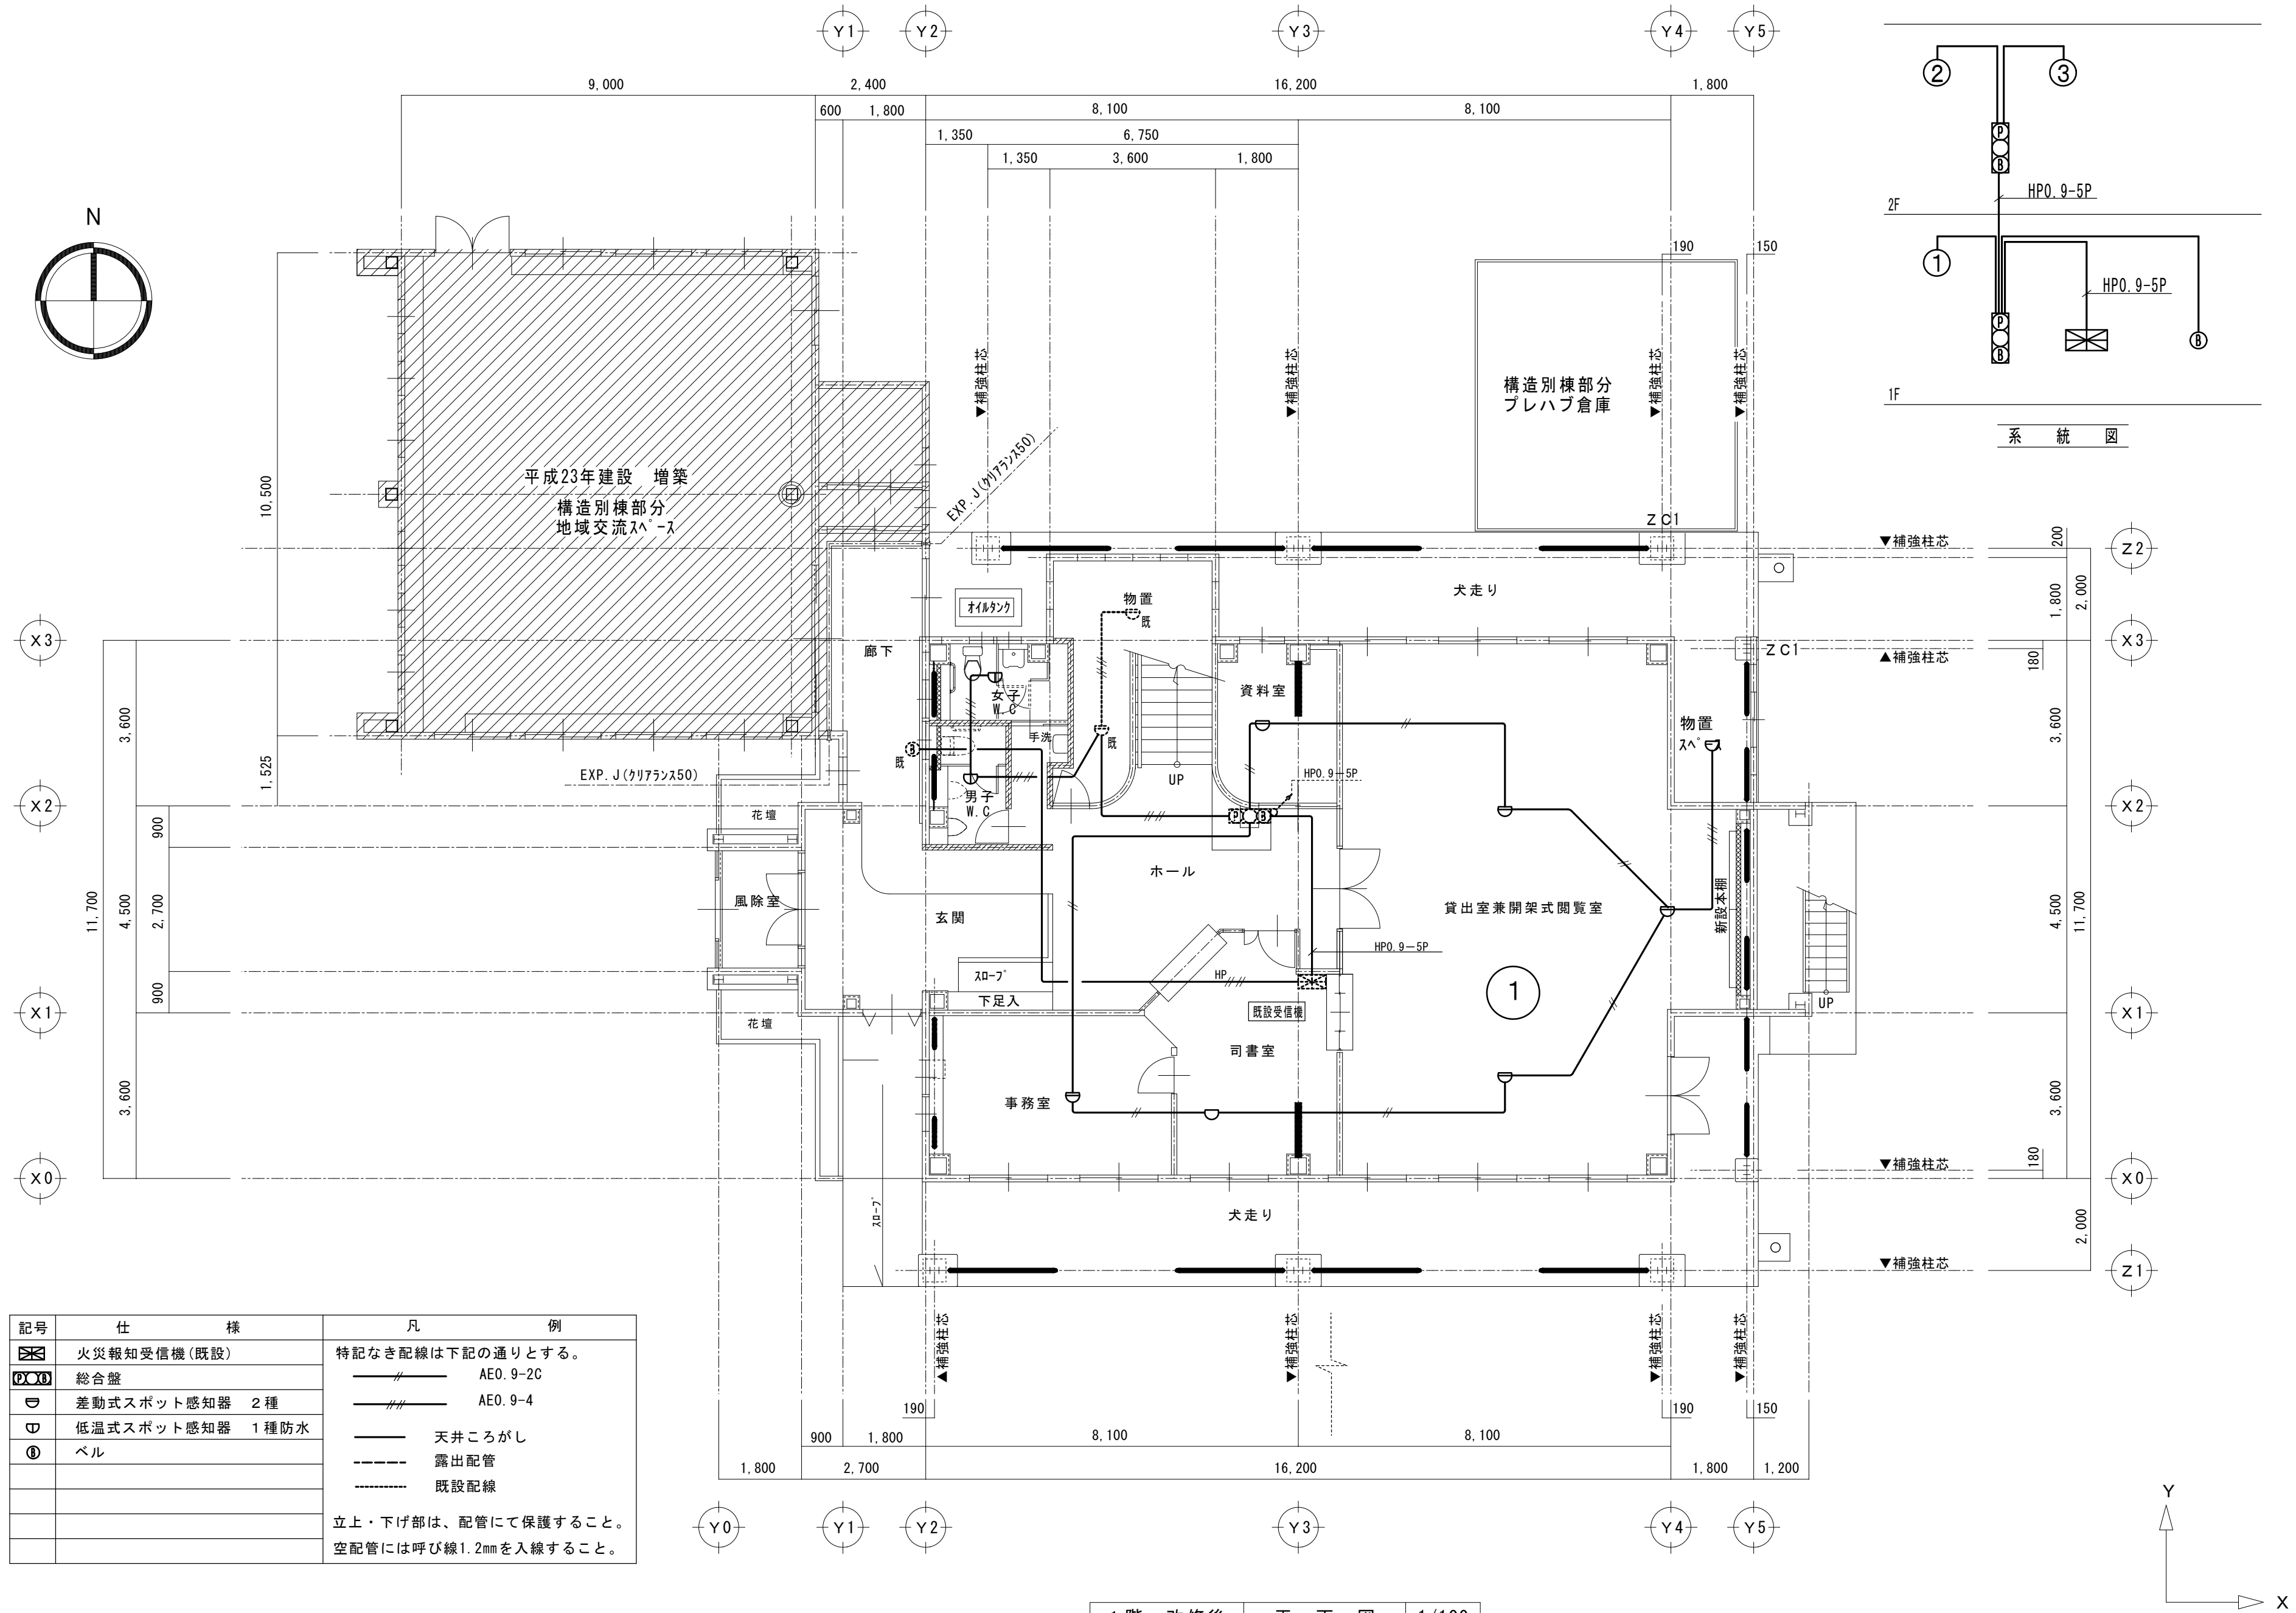 Y1 Y2 Y3 Y4 Y5
9,000 2,400 16,200 1,800
600 1,800 8,100 8,100
1,350 6,750
1,350 3,600 1,800
② ③
P
B
HP0.9-5P
2F
①
HP0.9-5P
P
B
B
1F
系 統 図
N
190 150
▼補強柱芯
▼補強柱芯
▼補強柱芯
▼補強柱芯
構造別棟部分
プレハブ倉庫
平成23年建設 増築
構造別棟部分
地域交流スペース
10,500
1,525
EXP.J(クリアランス50)
EXP.J(クリアランス50)
ZC1
▼補強柱芯
Z2
200
1,800
2,000
犬走り
オイルタンク
物置
既
X3
X3
廊下
ZC1
▲補強柱芯
180
女子
W.C
資料室
物置
スペース
3,600
3,600
手洗
既
B
既
UP
HP0.9-5P
X2
X2
花壇
男子
W.C
P B
900
2,700
900
4,500
11,700
ホール
風除室
玄関
貸出室兼開架式閲覧室
新設本棚
4,500
11,700
HP0.9-5P
スロープ
HP
下足入
既設受信機
1
UP
X1
X1
花壇
司書室
事務室
3,600
3,600
▼補強柱芯
180
X0
X0
スロープ
犬走り
2,000
▼補強柱芯
Z1
▲補強柱芯
▼補強柱芯
▼補強柱芯
▼補強柱芯
190 190 150
900 1,800 8,100 8,100
1,800 2,700 16,200 1,800 1,200
Y0 Y1 Y2 Y3 Y4 Y5
記号 仕 様 凡 例
火災報知受信機(既設)
P B 総合盤
差動式スポット感知器 2種
低温式スポット感知器 1種防水
B ベル
特記なき配線は下記の通りとする。
AE0.9-2C
AE0.9-4
天井ころがし
露出配管
既設配線
立上・下げ部は、配管にて保護すること。
空配管には呼び線1.2mmを入線すること。
Y
X
1階 改修後 平 面 図 1/100